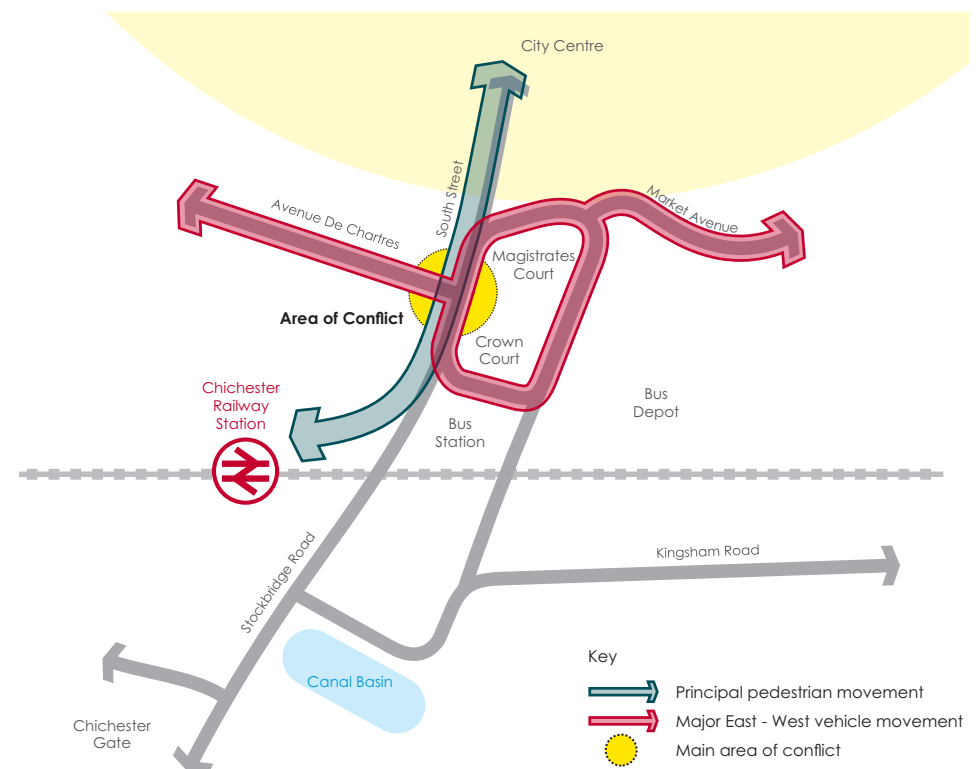 City Centre
South Street
Market Avenue
Avenue De Chartres
Magistrates
Court
Area of Conflict
Crown
Court
Chichester
Railway
Station
Bus
Depot
Bus
Station
Kingsham Road
Stockbridge Road
Canal Basin
Chichester
Gate
Key
Principal pedestrian movement
Major East - West vehicle movement
Main area of conflict